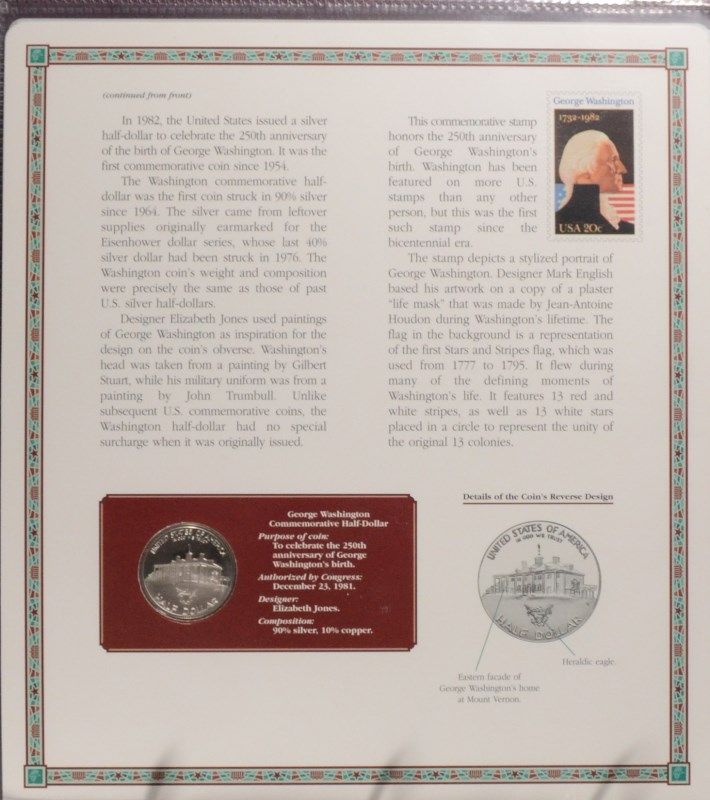 (continued from front)
In 1982, the United States issued a silver
half-dollar to celebrate the 250th anniversary
of the birth of George Washington. It was the
first commemorative coin since 1954.
The Washington commemorative half-
dollar was the first coin struck in 90% silver
since 1964. The silver came from leftover
supplies originally earmarked for the
Eisenhower dollar series, whose last 40%
silver dollar had been struck in 1976. The
Washington coin's weight and composition
were precisely the same as those of past
U.S. silver half-dollars.
Designer Elizabeth Jones used paintings
of George Washington as inspiration for the
design on the coin's obverse. Washington's
head was taken from a painting by Gilbert
Stuart, while his military uniform was from a
painting by John Trumbull. Unlike
subsequent U.S. commemorative coins, the
Washington half-dollar had no special
surcharge when it was originally issued.
This commemorative stamp
honors the 250th anniversary
of George Washington's
birth. Washington has been
featured on more U.S.
stamps than any other
person, but this was the first
such stamp since the
bicentennial era.
The stamp depicts a stylized portrait of
George Washington. Designer Mark English
based his artwork on a copy of a plaster
"life mask" that was made by Jean-Antoine
Houdon during Washington's lifetime. The
flag in the background is a representation
of the first Stars and Stripes flag, which was
used from 1777 to 1795. It flew during
many of the defining moments of
Washington's life. It features 13 red and
white stripes, as well as 13 white stars
placed in a circle to represent the unity of
the original 13 colonies.
George Washington
1732-1982
USA 20c
George Washington
Commemorative Half-Dollar
Purpose of coin:
To celebrate the 250th
anniversary of George
Washington's birth.
Authorized by Congress:
December 23, 1981.
Designer:
Elizabeth Jones.
Composition:
90% silver, 10% copper.
UNITED STATES OF AMERICA
HALF DOLLAR
Details of the Coin's Reverse Design
UNITED STATES OF AMERICA
IN GOD WE TRUST
HALF DOLLAR
Heraldic eagle.
Eastern facade of
George Washington's home
at Mount Vernon.